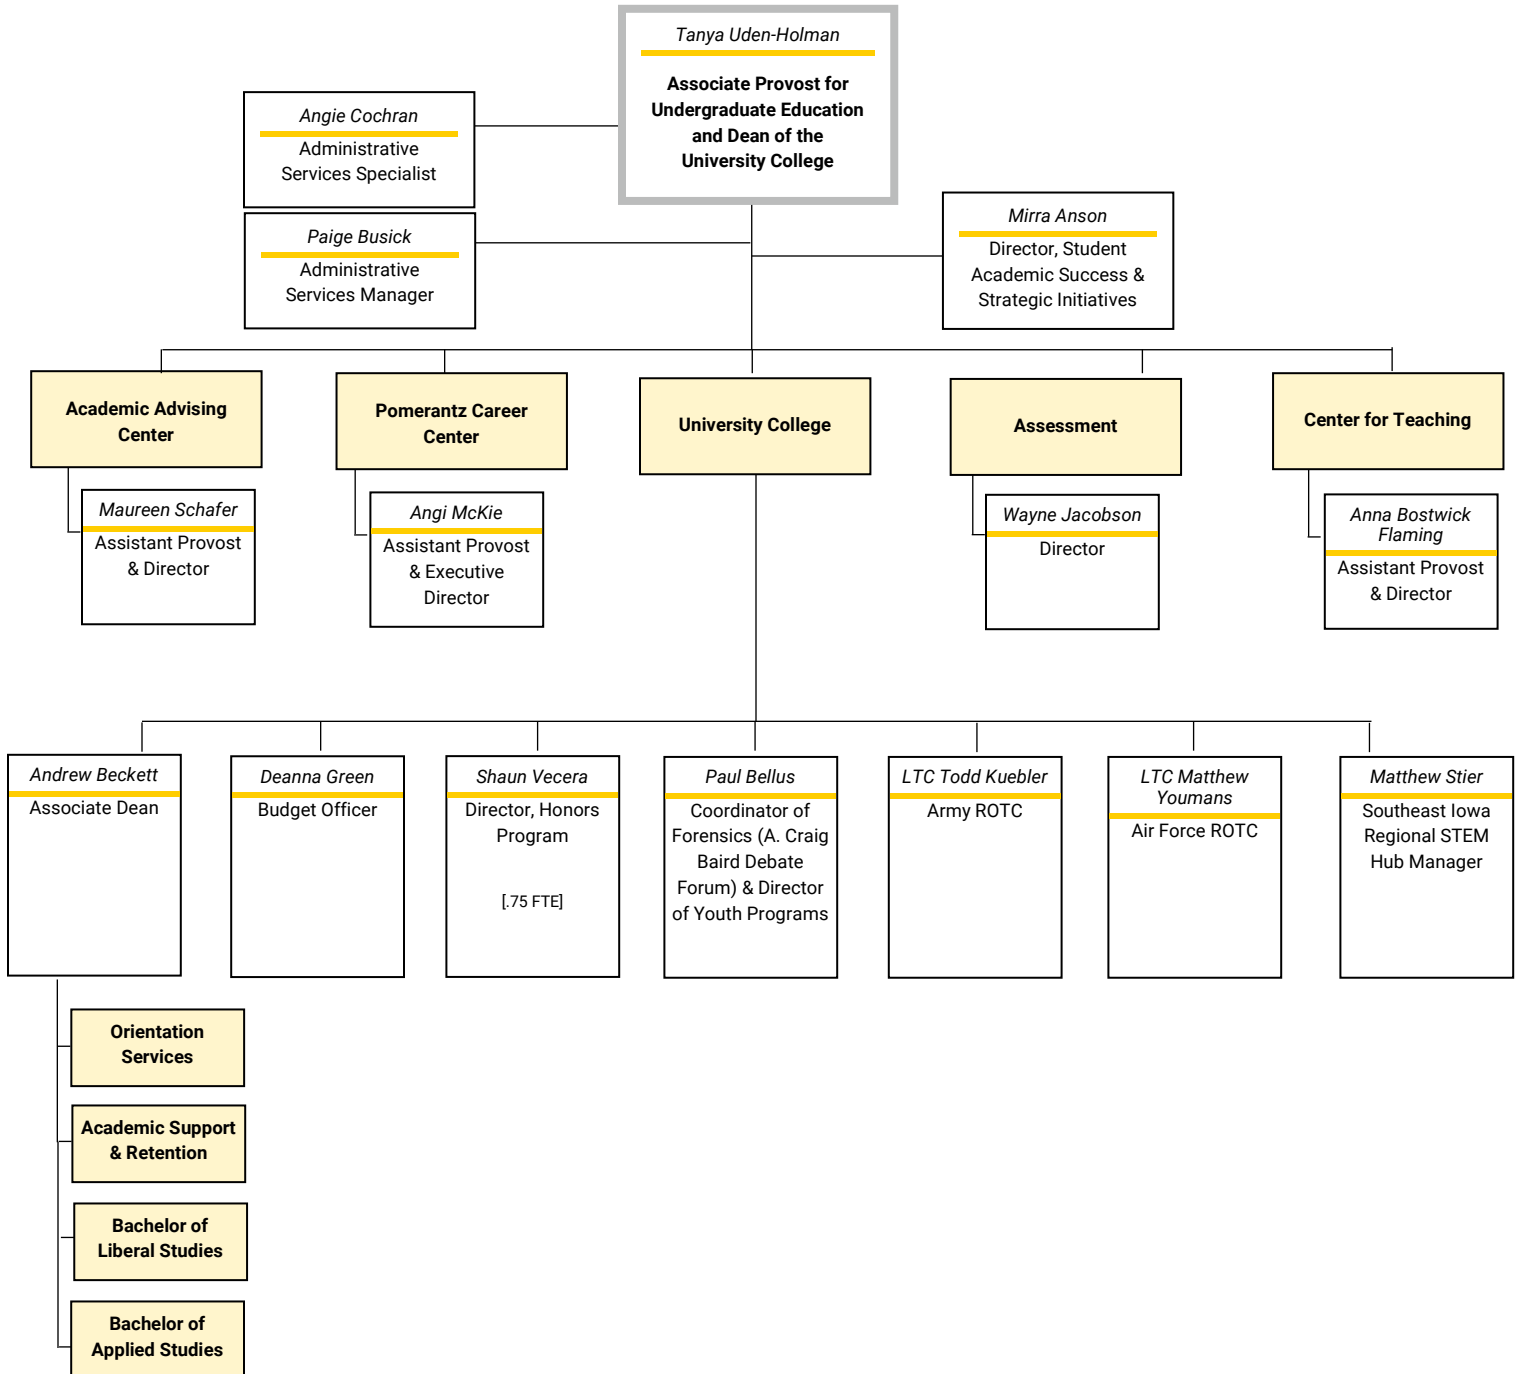 Tanya Uden-Holman
Associate Provost for
Undergraduate Education
and Dean of the
University College
Angie Cochran
Administrative
Services Specialist
Paige Busick
Administrative
Services Manager
Mirra Anson
Director, Student
Academic Success &
Strategic Initiatives
Academic Advising
Center
Pomerantz Career
Center
University College
Assessment
Center for Teaching
Maureen Schafer
Assistant Provost
& Director
Angi McKie
Assistant Provost
& Executive
Director
Wayne Jacobson
Director
Anna Bostwick
Flaming
Assistant Provost
& Director
Andrew Beckett
Associate Dean
Deanna Green
Budget Officer
Shaun Vecera
Director, Honors
Program
[.75 FTE]
Paul Bellus
Coordinator of
Forensics (A. Craig
Baird Debate
Forum) & Director
of Youth Programs
LTC Todd Kuebler
Army ROTC
LTC Matthew
Youmans
Air Force ROTC
Matthew Stier
Southeast Iowa
Regional STEM
Hub Manager
Orientation
Services
Academic Support
& Retention
Bachelor of
Liberal Studies
Bachelor of
Applied Studies